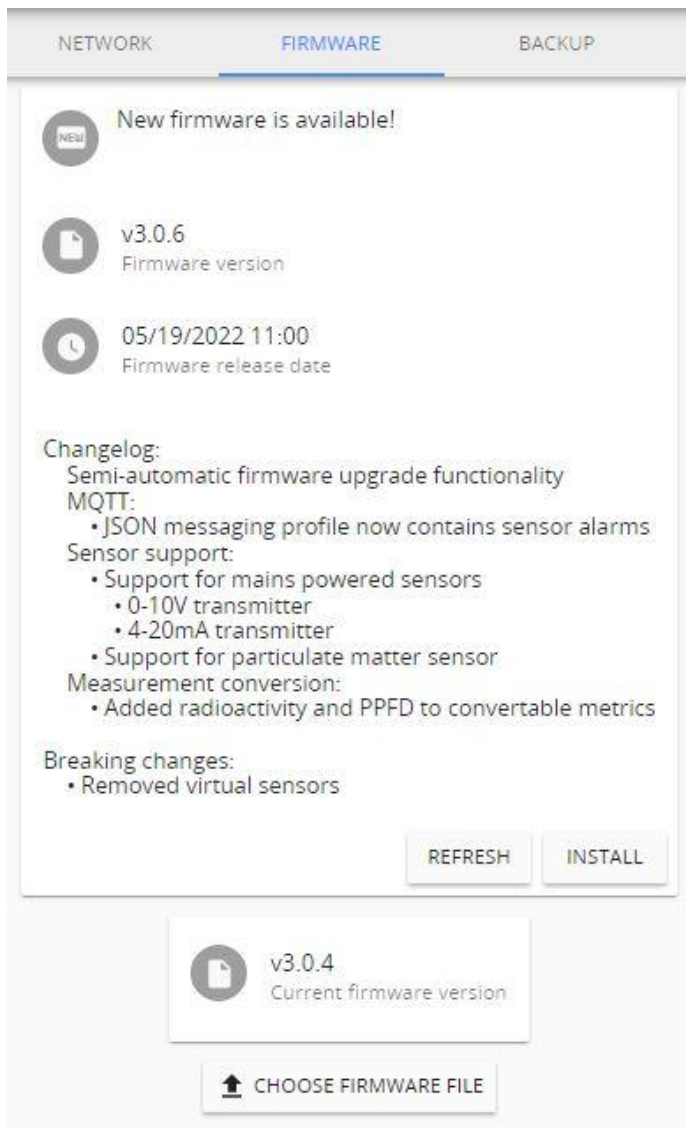 NETWORK FIRMWARE BACKUP
NEW
New firmware is available!
v3.0.6
Firmware version
05/19/2022 11:00
Firmware release date
Changelog:
Semi-automatic firmware upgrade functionality
MQTT:
• JSON messaging profile now contains sensor alarms
Sensor support:
• Support for mains powered sensors
• 0-10V transmitter
• 4-20mA transmitter
• Support for particulate matter sensor
Measurement conversion:
• Added radioactivity and PPFD to convertable metrics
Breaking changes:
• Removed virtual sensors
REFRESH INSTALL
v3.0.4
Current firmware version
CHOOSE FIRMWARE FILE